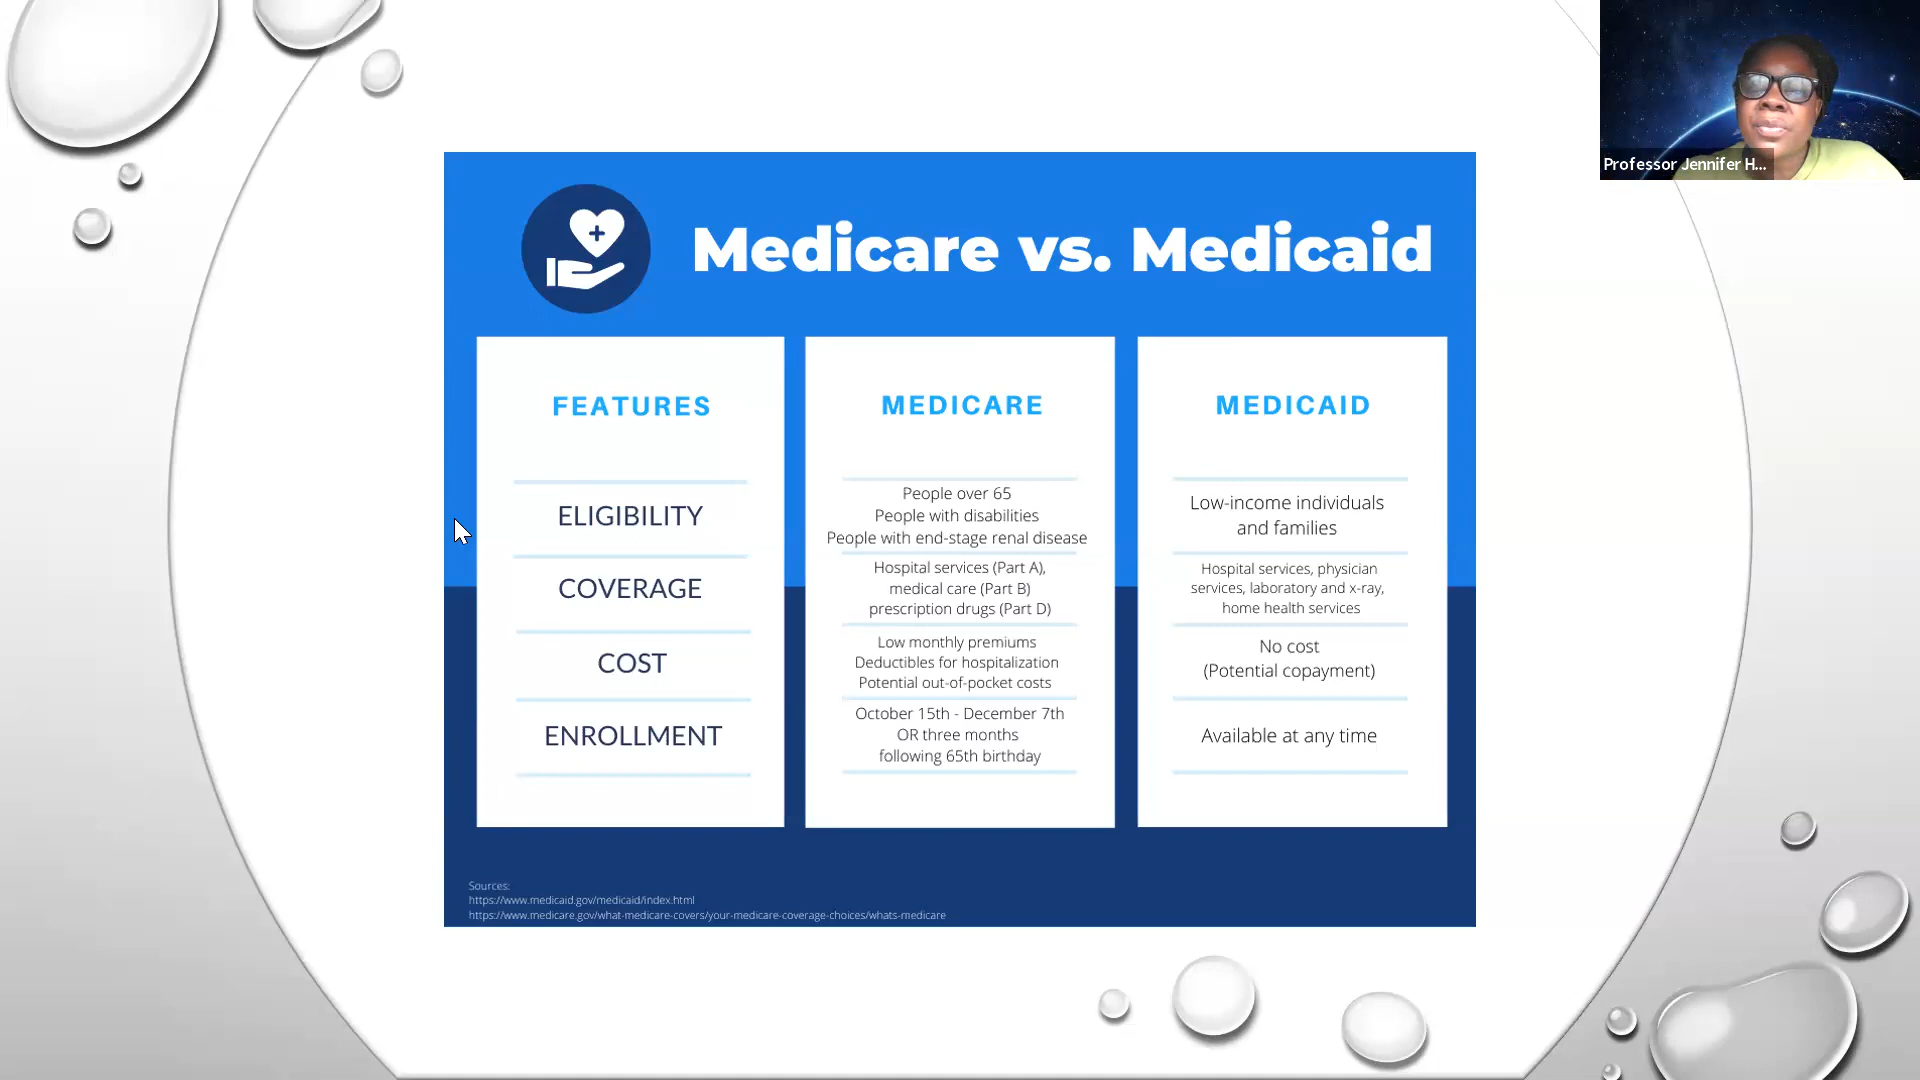 Professor Jennifer H...
Medicare vs. Medicaid
FEATURES
ELIGIBILITY
COVERAGE
COST
ENROLLMENT
MEDICARE
People over 65
People with disabilities
People with end-stage renal disease
Hospital services (Part A),
medical care (Part B)
prescription drugs (Part D)
Low monthly premiums
Deductibles for hospitalization
Potential out-of-pocket costs
October 15th - December 7th
OR three months
following 65th birthday
MEDICAID
Low-income individuals
and families
Hospital services, physician
services, laboratory and x-ray,
home health services
No cost
(Potential copayment)
Available at any time
Sources:
https://www.medicaid.gov/medicaid/index.html
https://www.medicare.gov/what-medicare-covers/your-medicare-coverage-choices/whats-medicare